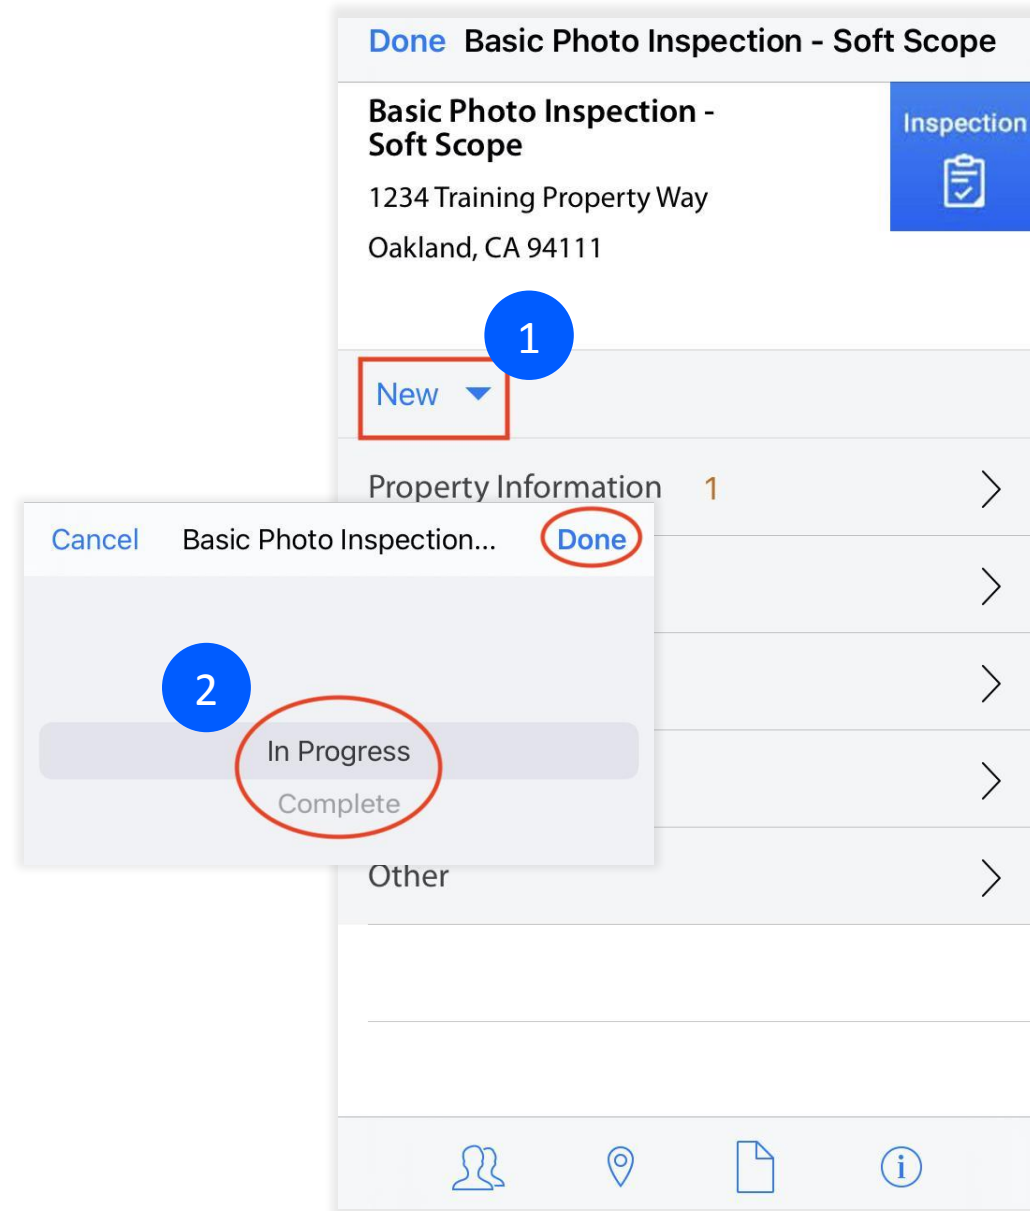 Done Basic Photo Inspection - Soft Scope
Basic Photo Inspection -
Soft Scope
Inspection
1234 Training Property Way
Oakland, CA 94111
1
New
Property Information 1
Cancel Basic Photo Inspection... Done
2
In Progress
Complete
Other
i